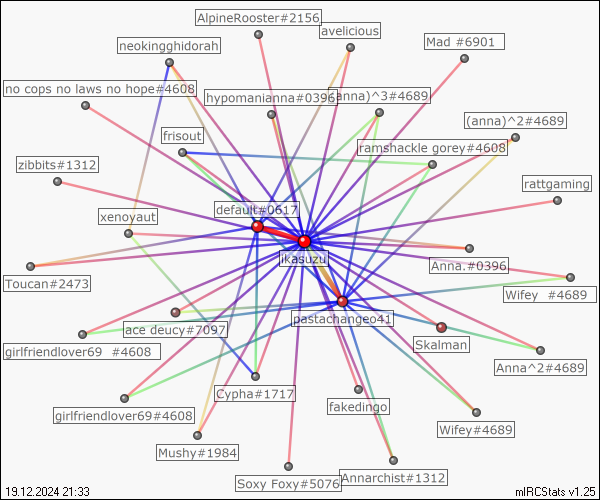 AlpineRooster#2156
avelicious
neokingghidorah
Mad #6901
no cops no laws no hope#4608
hypomanianna#0396
(anna)^3#4689
(anna)^2#4689
frisout
ramshackle gorey#4608
zibbits#1312
rattgaming
default#0617
xenoyaut
ikasuzu
Anna.#0396
Toucan#2473
Wifey #4689
pastachangeo41
ace deucy#7097
Skalman
girlfriendlover69 #4608
Anna^2#4689
Cypha#1717
fakedingo
girlfriendlover69#4608
Wifey#4689
Mushy#1984
Annarchist#1312
Soxy Foxy#5076
19.12.2024 21:33
mIRCStats v1.25